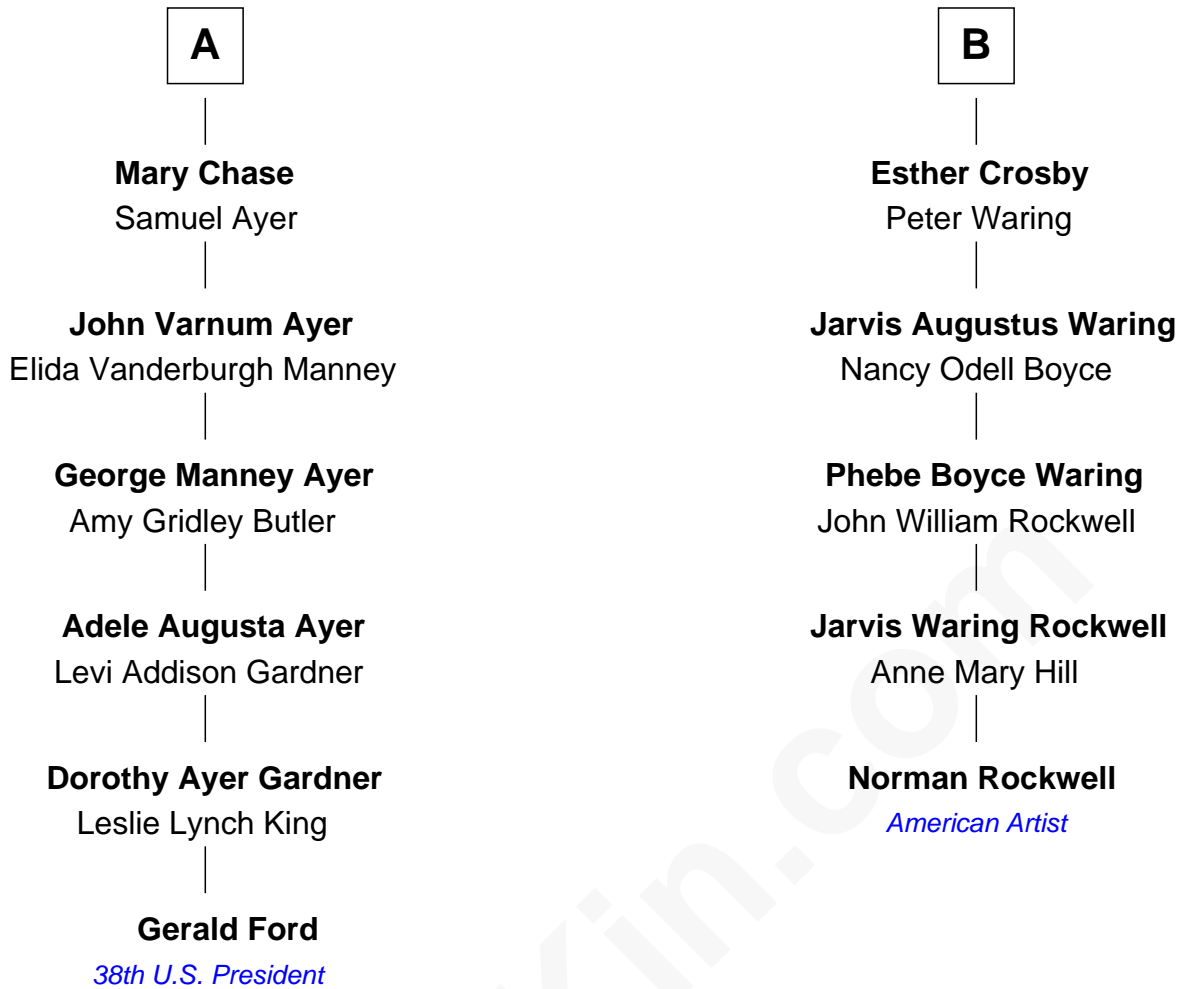 A
Mary Chase
Samuel Ayer
John Varnum Ayer
Elida Vanderburgh Manney
George Manney Ayer
Amy Gridley Butler
Adele Augusta Ayer
Levi Addison Gardner
Dorothy Ayer Gardner
Leslie Lynch King
Gerald Ford
38th U.S. President
B
Esther Crosby
Peter Waring
Jarvis Augustus Waring
Nancy Odell Boyce
Phebe Boyce Waring
John William Rockwell
Jarvis Waring Rockwell
Anne Mary Hill
Norman Rockwell
American Artist
Kin.com